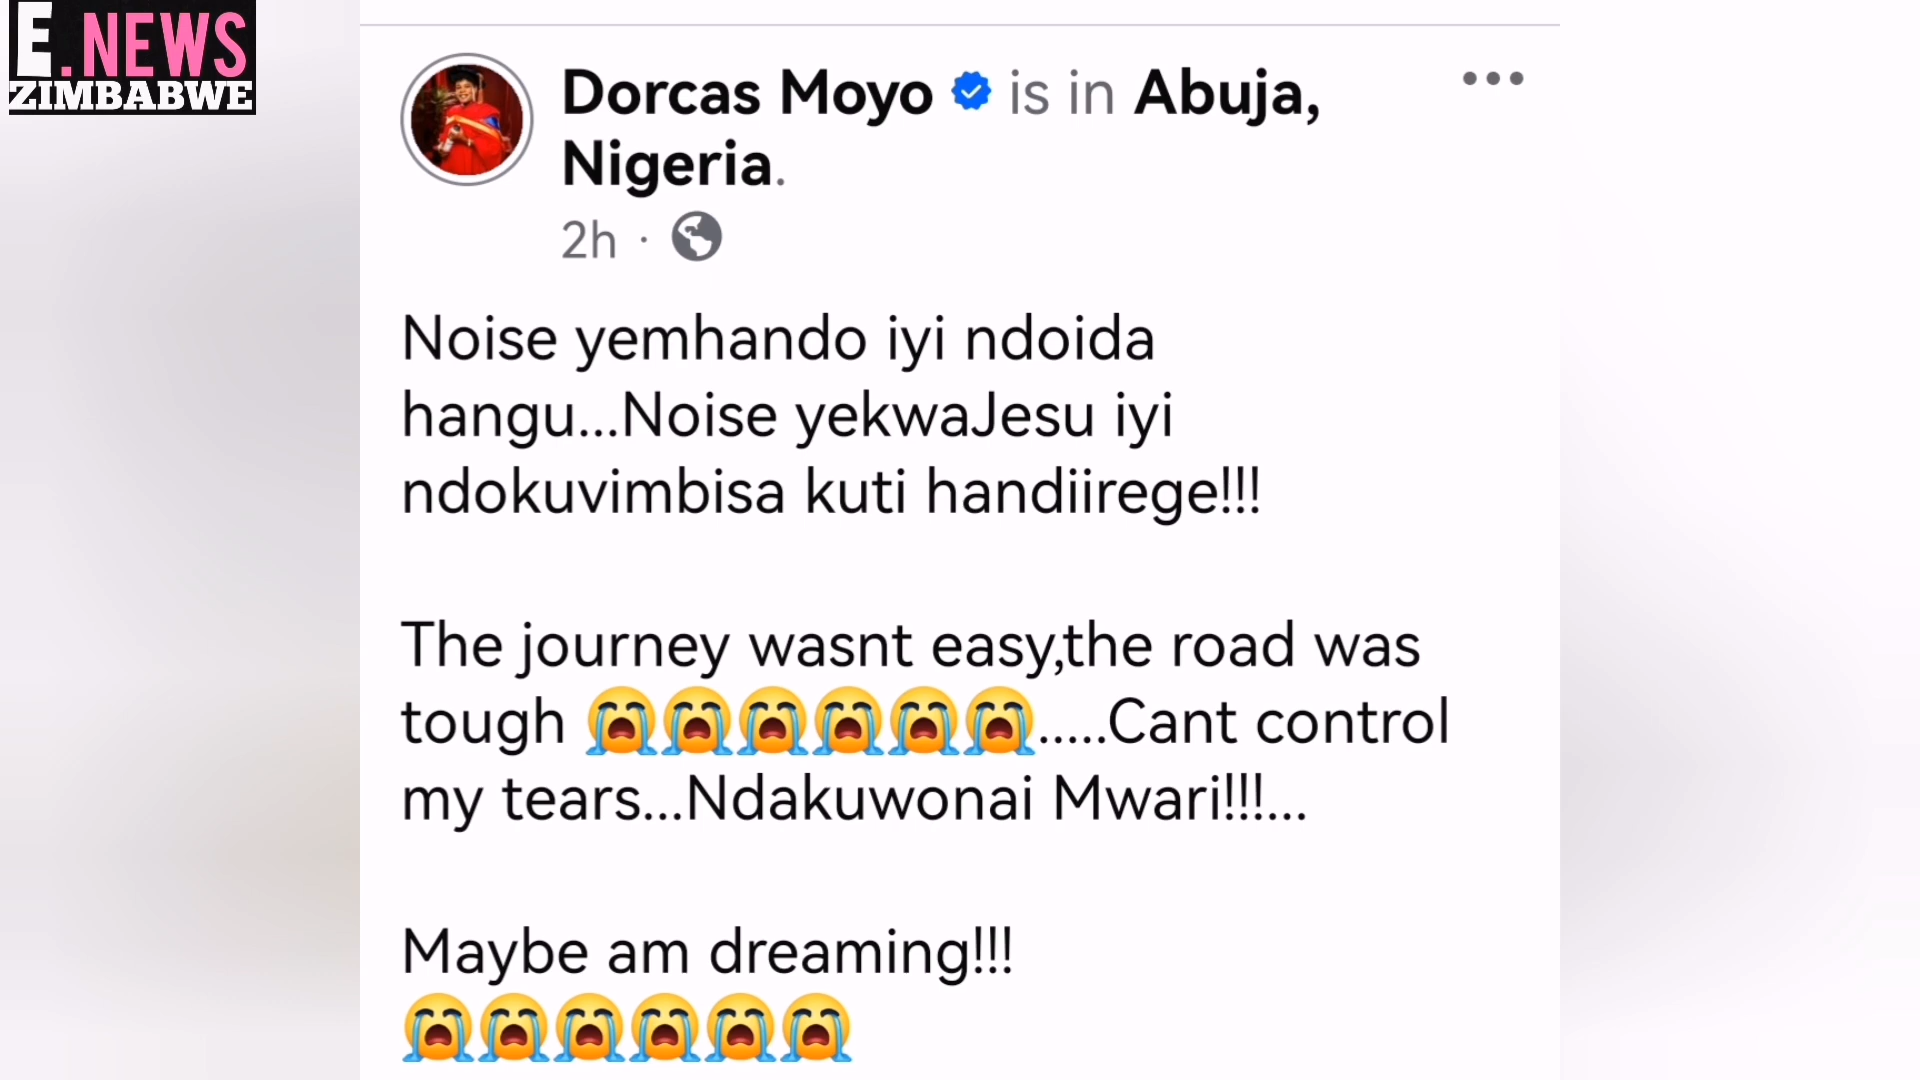 E.NEWS
ZIMBABWE
Dorcas Moyo is in Abuja,
Nigeria.
2h ·
Noise yemhando iyi ndoida
hangu...Noise yekwaJesu iyi
ndokuvimbisa kuti handiirege!!!
The journey wasnt easy,the road was
tough 😭😭😭😭😭😭.....Cant control
my tears...Ndakuwonai Mwari!!!...
Maybe am dreaming!!!
😭😭😭😭😭😭